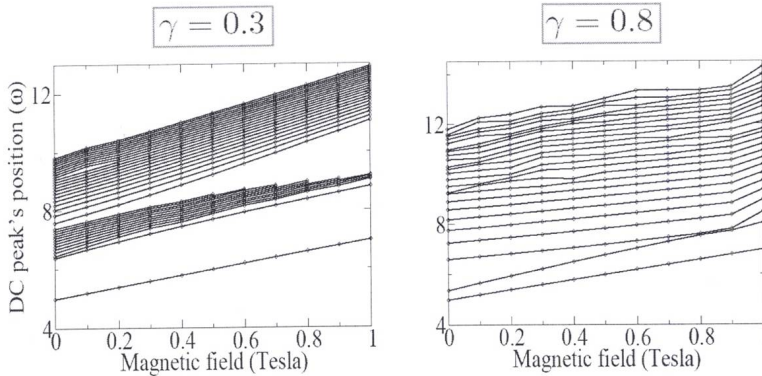 γ = 0.3
γ = 0.8
DC peak's position (ω)
12
8
4
0 0.2 0.4 0.6 0.8 1
Magnetic field (Tesla)
12
8
4
0 0.2 0.4 0.6 0.8
Magnetic field (Tesla)